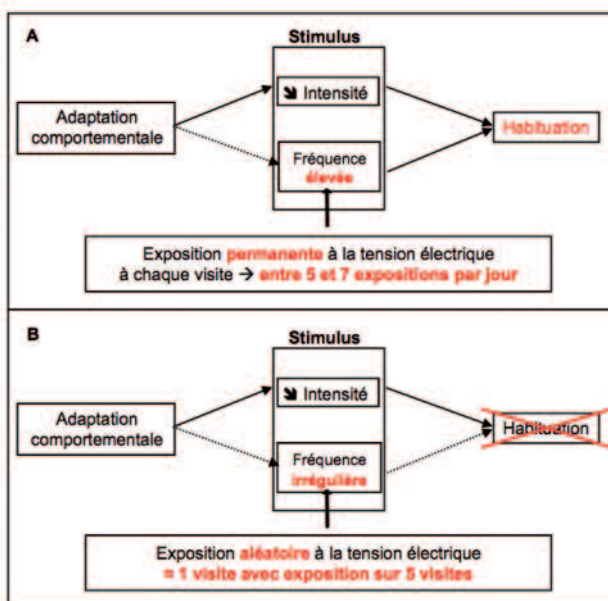 A
Stimulus
Adaptation
comportementale
↘ Intensité
Fréquence
élevée
Habituation
Exposition permanente à la tension électrique
à chaque visite → entre 5 et 7 expositions par jour
B
Stimulus
Adaptation
comportementale
↘ Intensité
Fréquence
irrégulière
Habituation
Exposition aléatoire à la tension électrique
= 1 visite avec exposition sur 5 visites